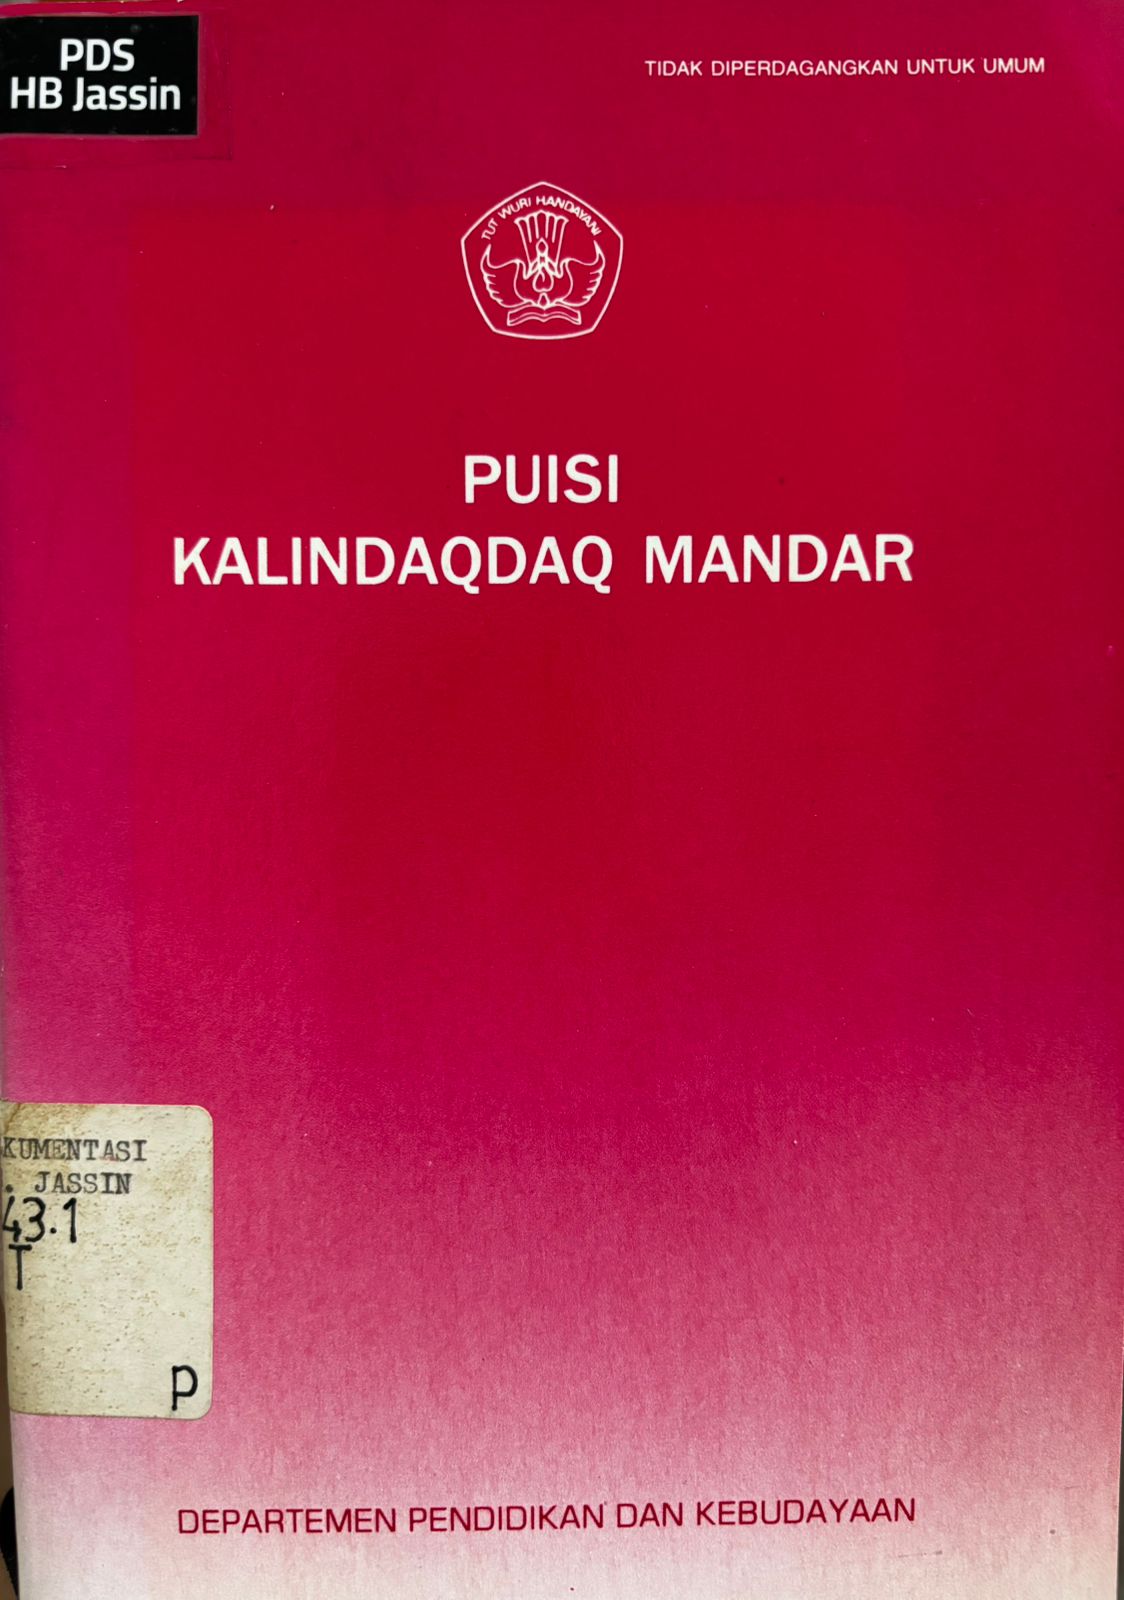 PDS
HB Jassin
TIDAK DIPERDAGANGKAN UNTUK UMUM
TUT WURI HANDAYANI
PUISI
KALINDAQDAQ MANDAR
KUMENTASI
. JASSIN
43.1
T
p
DEPARTEMEN PENDIDIKAN DAN KEBUDAYAAN